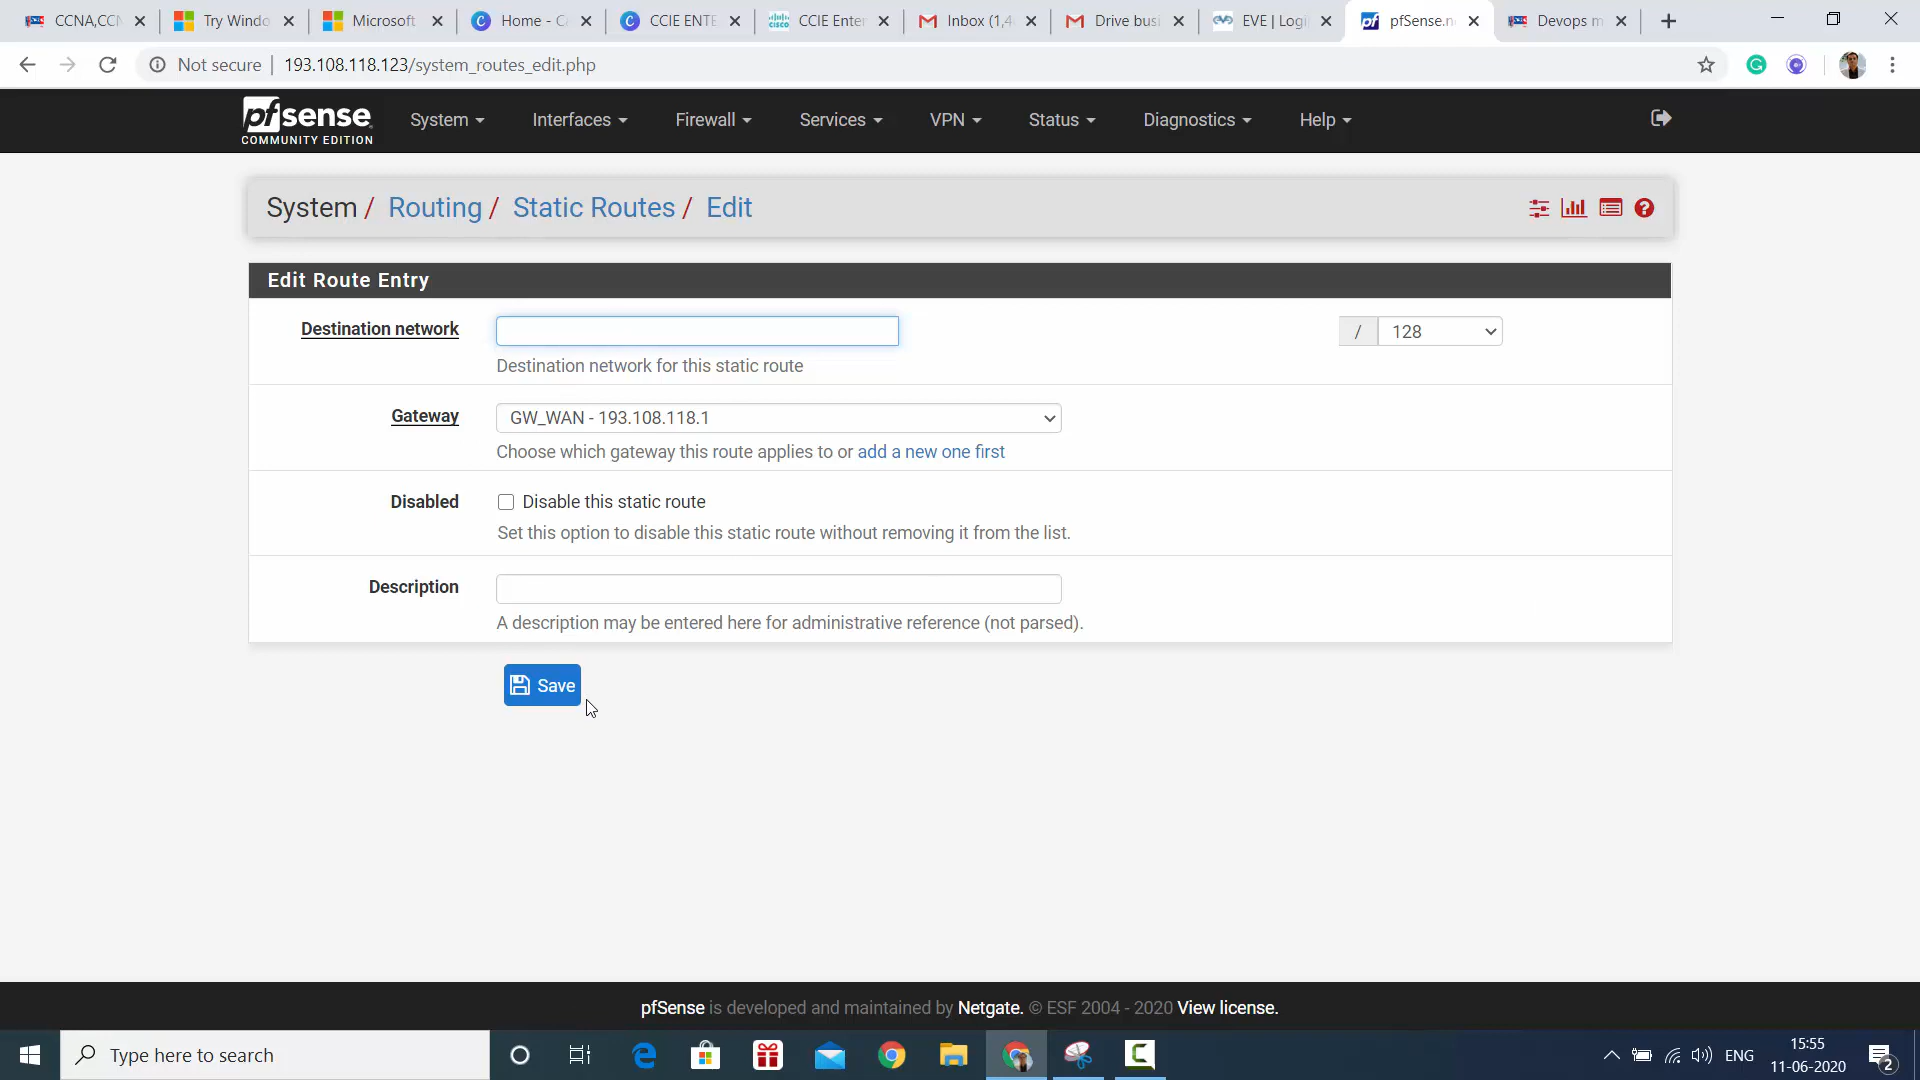 CCNA,CCN
Try Windo
Microsoft
Home - Ca
CCIE ENTE
CCIE Enter
Inbox (1,4
Drive busi
EVE | Logi
pfSense.n
Devops m
Not secure
193.108.118.123/system_routes_edit.php
pfsense
COMMUNITY EDITION
System
Interfaces
Firewall
Services
VPN
Status
Diagnostics
Help
System / Routing / Static Routes / Edit
Edit Route Entry
Destination network
/ 128
Destination network for this static route
Gateway
GW_WAN - 193.108.118.1
Choose which gateway this route applies to or add a new one first
Disabled
Disable this static route
Set this option to disable this static route without removing it from the list.
Description
A description may be entered here for administrative reference (not parsed).
Save
pfSense is developed and maintained by Netgate. © ESF 2004 - 2020 View license.
Type here to search
ENG
15:55
11-06-2020
2